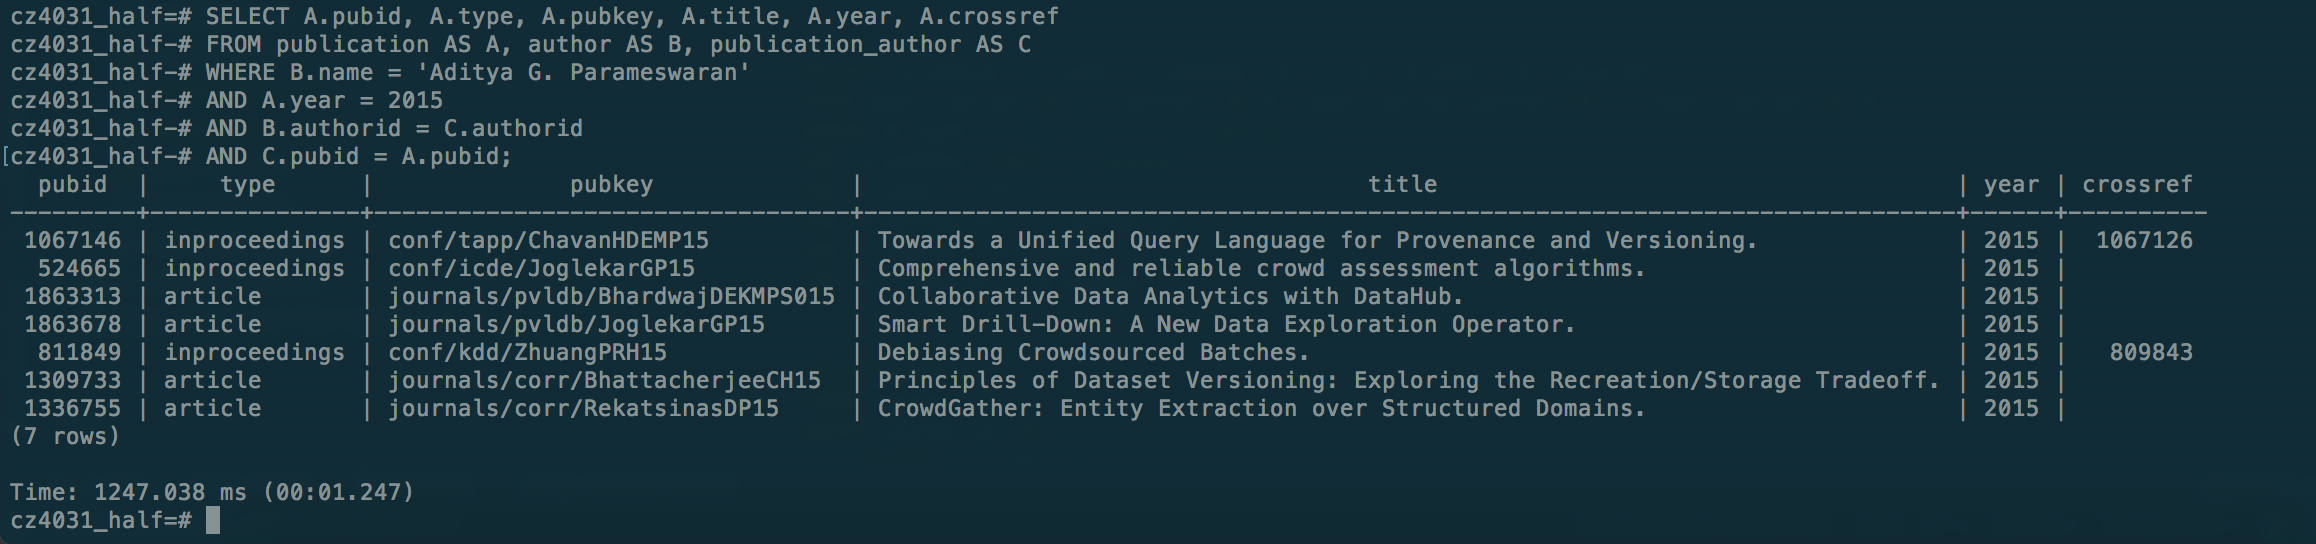 cz4031_half=# SELECT A.pubid, A.type, A.pubkey, A.title, A.year, A.crossref
cz4031_half-# FROM publication AS A, author AS B, publication_author AS C
cz4031_half-# WHERE B.name = 'Aditya G. Parameswaran'
cz4031_half-# AND A.year = 2015
cz4031_half-# AND B.authorid = C.authorid
[cz4031_half-# AND C.pubid = A.pubid;
pubid | type | pubkey | title | year | crossref
---------+---------------+----------------------------------+------------------------------------------------------------------------------+------+----------
1067146 | inproceedings | conf/tapp/ChavanHDEMP15 | Towards a Unified Query Language for Provenance and Versioning. | 2015 | 1067126
524665 | inproceedings | conf/icde/JoglekarGP15 | Comprehensive and reliable crowd assessment algorithms. | 2015 |
1863313 | article | journals/pvldb/BhardwajDEKMPS015 | Collaborative Data Analytics with DataHub. | 2015 |
1863678 | article | journals/pvldb/JoglekarGP15 | Smart Drill-Down: A New Data Exploration Operator. | 2015 |
811849 | inproceedings | conf/kdd/ZhuangPRH15 | Debiasing Crowdsourced Batches. | 2015 | 809843
1309733 | article | journals/corr/BhattacherjeeCH15 | Principles of Dataset Versioning: Exploring the Recreation/Storage Tradeoff. | 2015 |
1336755 | article | journals/corr/RekatsinasDP15 | CrowdGather: Entity Extraction over Structured Domains. | 2015 |
(7 rows)
Time: 1247.038 ms (00:01.247)
cz4031_half=#